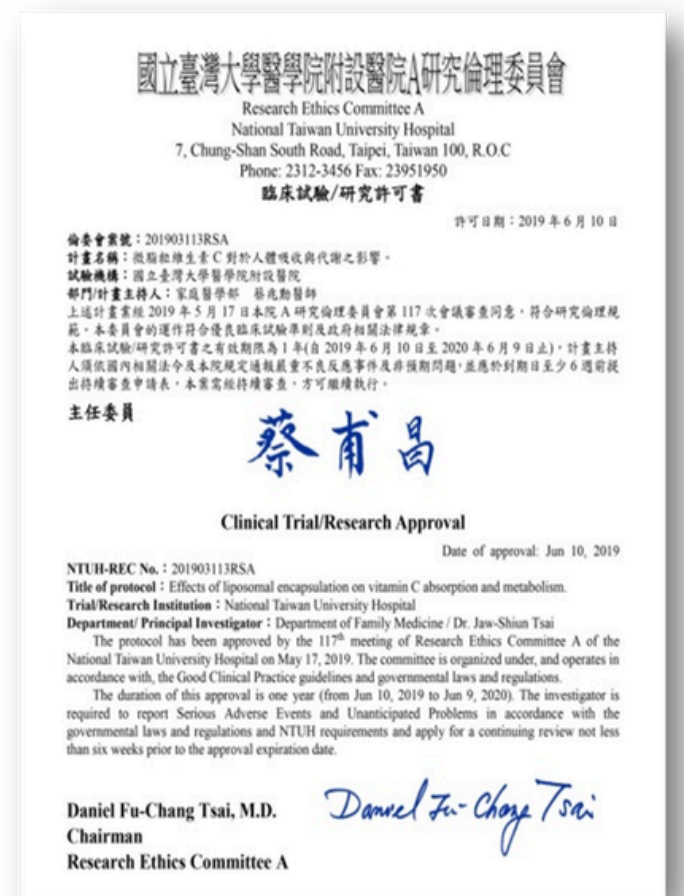 國立臺灣大學醫學院附設醫院A研究倫理委員會
Research Ethics Committee A
National Taiwan University Hospital
7, Chung-Shan South Road, Taipei, Taiwan 100, R.O.C
Phone: 2312-3456 Fax: 23951950
臨床試驗/研究許可書
許可日期：2019 年 6 月 10 日
倫委會案號：201903113RSA
計畫名稱：微脂粒維生素 C 對於人體吸收與代謝之影響。
試驗機構：國立臺灣大學醫學院附設醫院
部門/計畫主持人：家庭醫學部 蔡兆勳醫師
上述計畫業經 2019 年 5 月 17 日本院 A 研究倫理委員會第 117 次會議審查同意，符合研究倫理規
範。本委員會的運作符合優良臨床試驗準則及政府相關法律規章。
本臨床試驗/研究許可書之有效期限為 1 年(自 2019 年 6 月 10 日至 2020 年 6 月 9 日止)，計畫主持
人須依國內相關法令及本院規定通報嚴重不良反應事件及非預期問題，並應於到期日至少 6 週前提
出持續審查申請表，本案需經持續審查，方可繼續執行。
主任委員
蔡甫昌
Clinical Trial/Research Approval
Date of approval: Jun 10, 2019
NTUH-REC No.：201903113RSA
Title of protocol：Effects of liposomal encapsulation on vitamin C absorption and metabolism.
Trial/Research Institution：National Taiwan University Hospital
Department/ Principal Investigator：Department of Family Medicine / Dr. Jaw-Shiun Tsai
The protocol has been approved by the 117th meeting of Research Ethics Committee A of the
National Taiwan University Hospital on May 17, 2019. The committee is organized under, and operates in
accordance with, the Good Clinical Practice guidelines and governmental laws and regulations.
The duration of this approval is one year (from Jun 10, 2019 to Jun 9, 2020). The investigator is
required to report Serious Adverse Events and Unanticipated Problems in accordance with the
governmental laws and regulations and NTUH requirements and apply for a continuing review not less
than six weeks prior to the approval expiration date.
Daniel Fu-Chang Tsai
Daniel Fu-Chang Tsai, M.D.
Chairman
Research Ethics Committee A